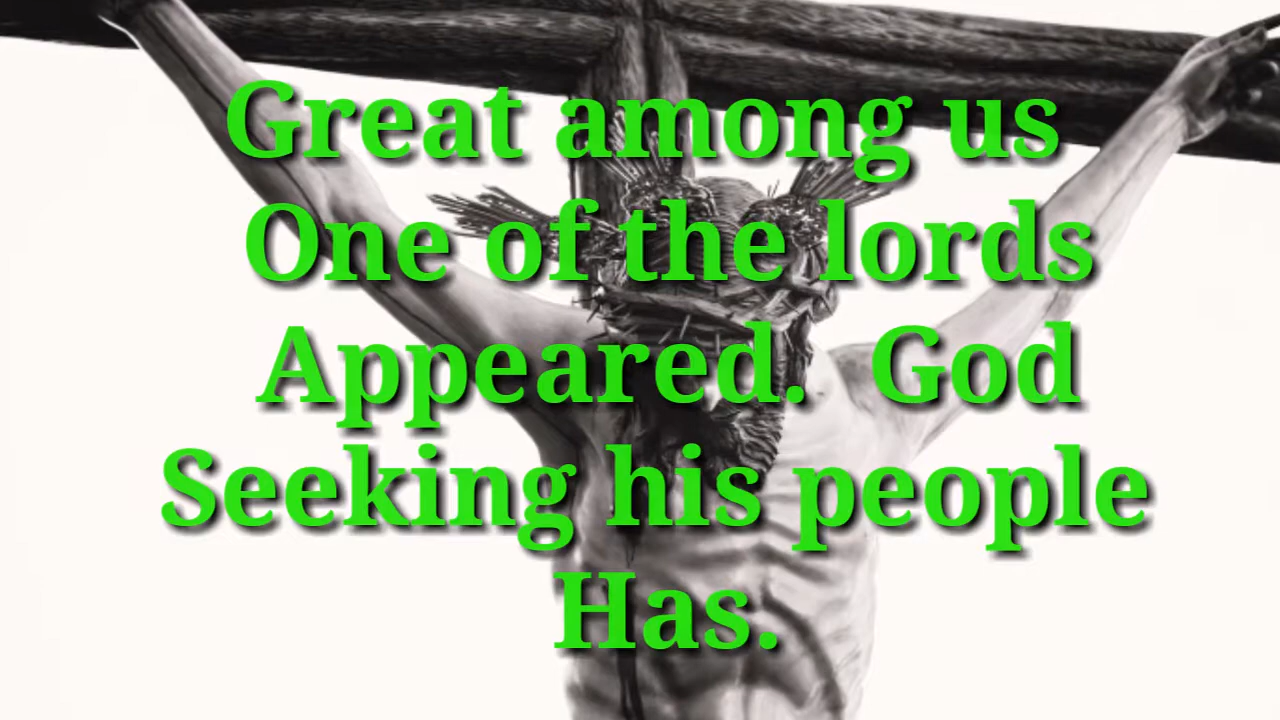 Great among us
One of the lords
Appeared.  God
Seeking his people
Has.